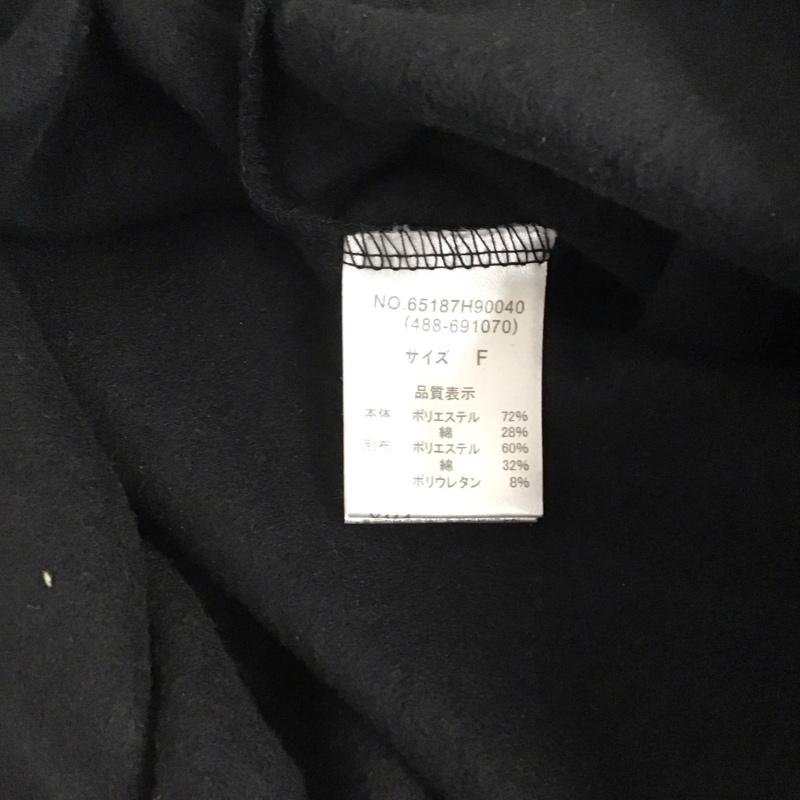 NO.65187H90040
(488-691070)
サイズ F
品質表示
本体 ポリエステル 72%
綿 28%
別布 ポリエステル 60%
綿 32%
ポリウレタン 8%